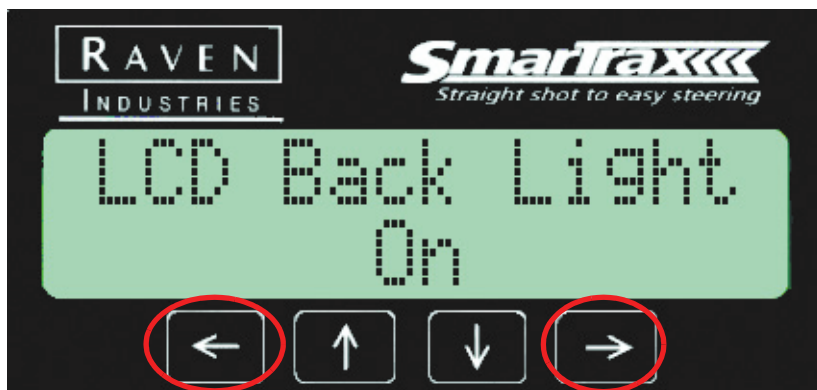 RAVEN
INDUSTRIES
SmarTrax
Straight shot to easy steering
LCD Back Light
On
← ↑ ↓ →